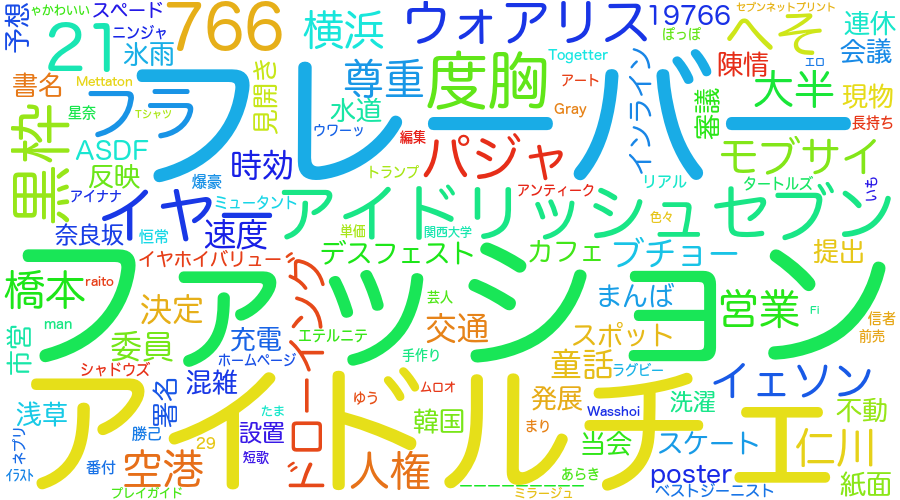 ゃかわいい
スペード
766
ウォアリス
19766
セブンネットプリント
へそ
連休
予想
21
ニンジャ
氷雨
横浜
ぽっぽ
会議
フレーバー
度胸
Togetter
インライン
陳情
エロ
書名
Mettaton
見開き
尊重
アート
大半
現物
星奈
フラ
Tシャツ
水道
Gray
審議
長持ち
黒枠
ASDF
ウワーッ
編集
パジャ
モブサイ
反映
時効
トランプ
リアル
タートルズ
いも
アイナナ
爆豪
ミュータント
アンティーク
イヤー
アイドリッシュセブン
奈良坂
恒常
速度
単価
関西大学
色々
デスフェスト
カフェ
ブチョー
提出
イヤホイバリュー
ファッション
橋本
raito
ドローイング
芸人
まんば
営業
Fi
man
決定
交通
信者
前売
市宮
委員
充電
エテルニテ
スポット
ホームページ
手作り
童話
シャドウズ
混雑
ラグビー
イェソン
アイドルチエ
署名
ゆう
ムロオ
発展
洗濯
浅草
たま
韓国
Wasshoi
不動
ネプリ
勝己
29
設置
まり
当会
スケート
仁川
ｲﾗｽﾄ
番付
空港
短歌
人権
あらき
poster
紙面
プレイガイド
ーーーーーーーーーー
ミラージュ
ベストジーニスト